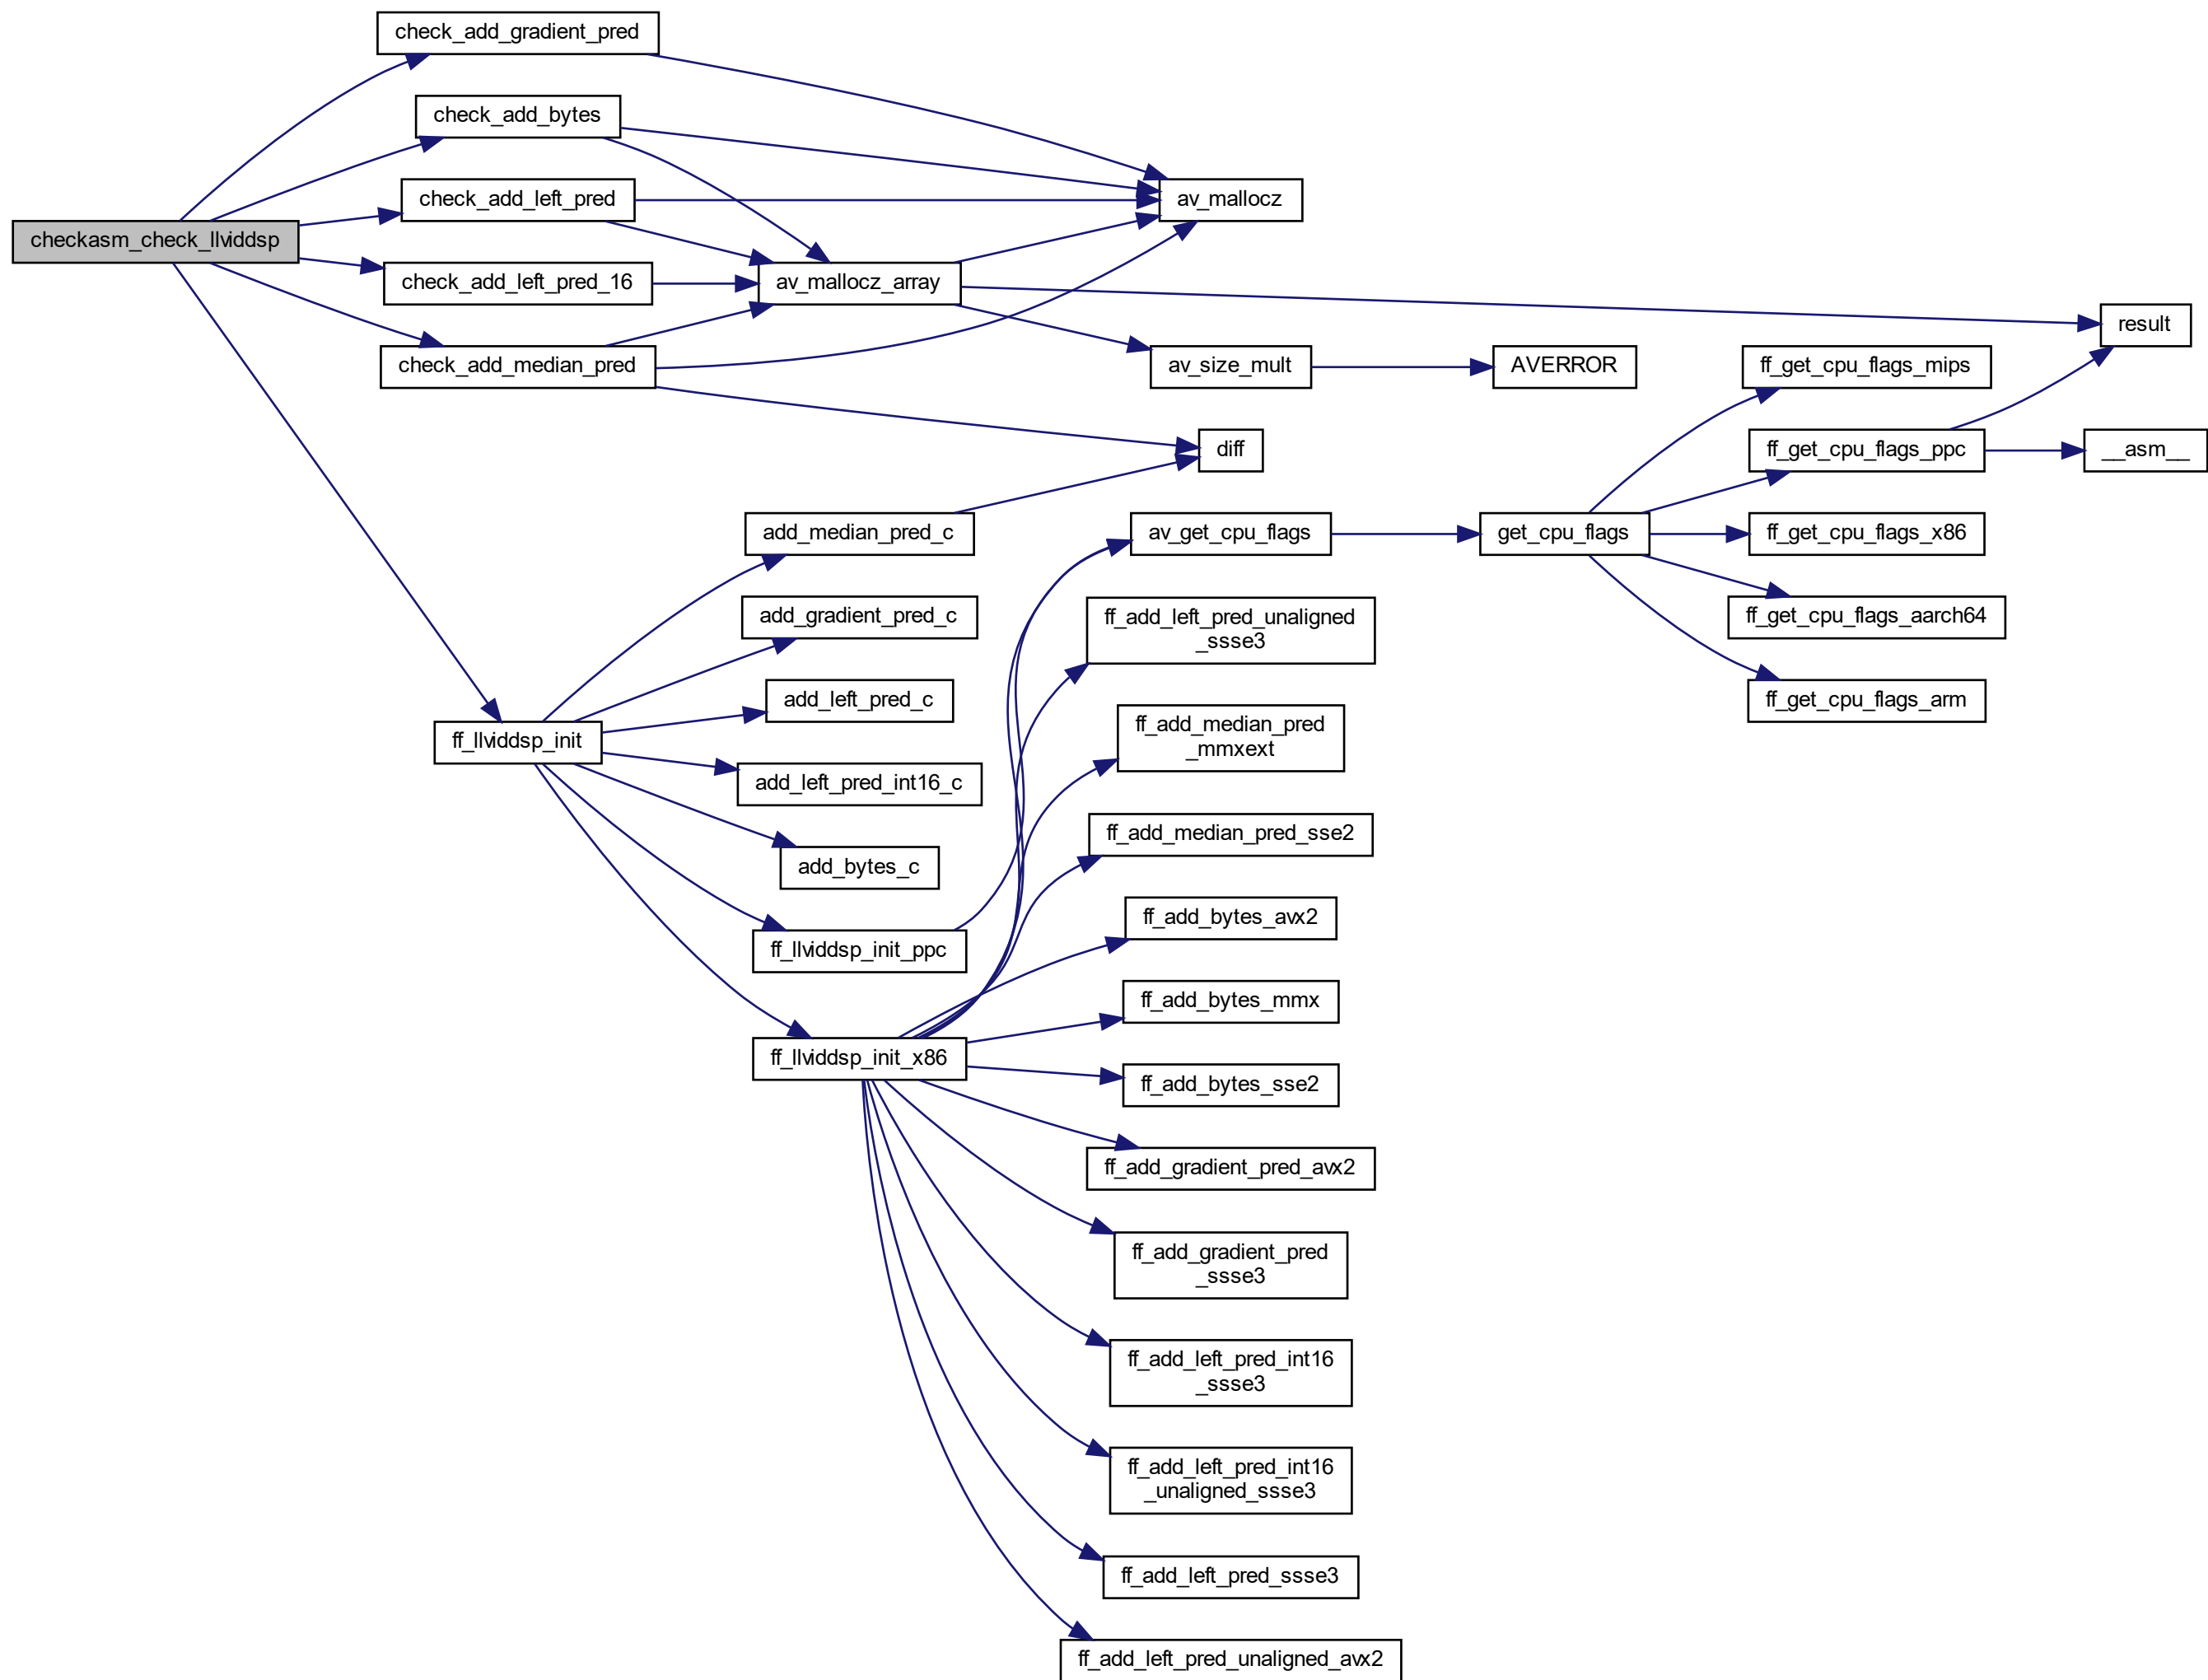 check_add_gradient_pred
check_add_bytes
check_add_left_pred
av_mallocz
checkasm_check_llviddsp
check_add_left_pred_16
av_mallocz_array
result
check_add_median_pred
av_size_mult
AVERROR
ff_get_cpu_flags_mips
diff
ff_get_cpu_flags_ppc
__asm__
add_median_pred_c
av_get_cpu_flags
get_cpu_flags
ff_get_cpu_flags_x86
add_gradient_pred_c
ff_add_left_pred_unaligned
_ssse3
ff_get_cpu_flags_aarch64
add_left_pred_c
ff_get_cpu_flags_arm
ff_llviddsp_init
ff_add_median_pred
_mmxext
add_left_pred_int16_c
ff_add_median_pred_sse2
add_bytes_c
ff_add_bytes_avx2
ff_llviddsp_init_ppc
ff_add_bytes_mmx
ff_llviddsp_init_x86
ff_add_bytes_sse2
ff_add_gradient_pred_avx2
ff_add_gradient_pred
_ssse3
ff_add_left_pred_int16
_ssse3
ff_add_left_pred_int16
_unaligned_ssse3
ff_add_left_pred_ssse3
ff_add_left_pred_unaligned_avx2